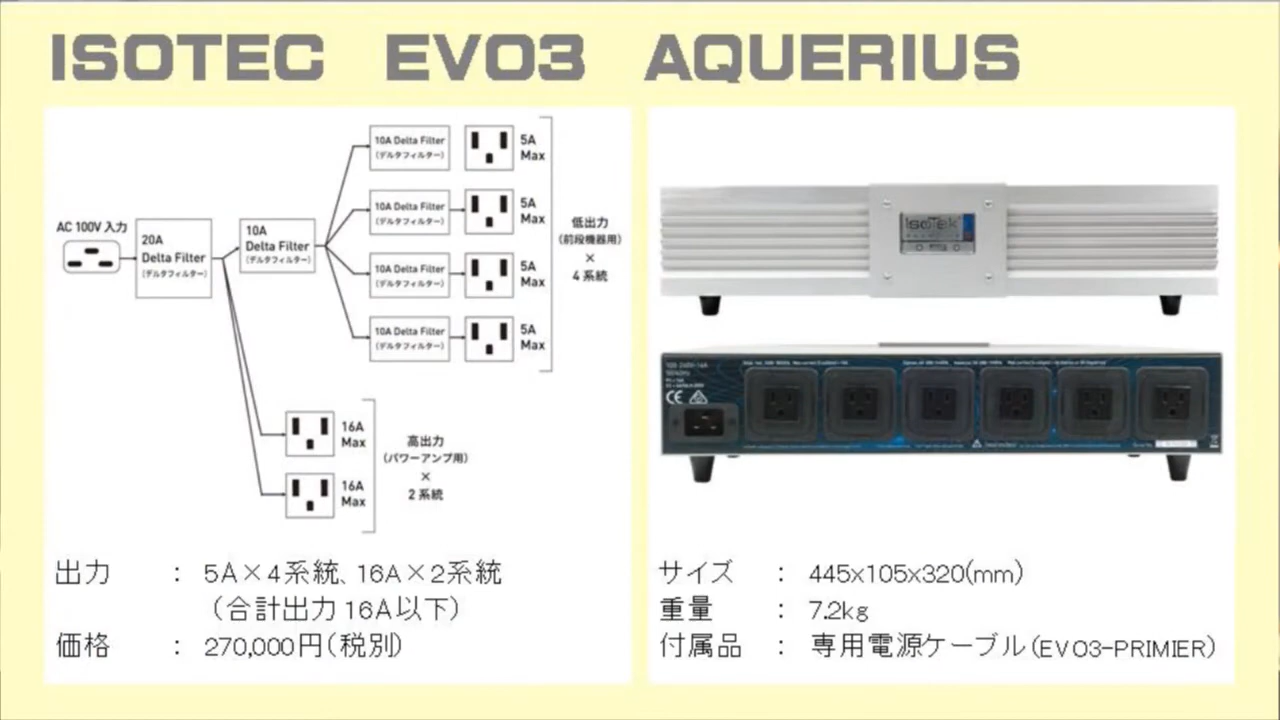 ISOTEC EVO3 AQUERIUS
AC 100V 入力
20A
Delta Filter
(デルタフィルター)
10A
Delta Filter
(デルタフィルター)
10A Delta Filter
(デルタフィルター)
5A
Max
10A Delta Filter
(デルタフィルター)
5A
Max
10A Delta Filter
(デルタフィルター)
5A
Max
10A Delta Filter
(デルタフィルター)
5A
Max
低出力
(前段機器用)
×
4系統
16A
Max
16A
Max
高出力
(パワーアンプ用)
×
2系統
出力 : 5A×4系統、16A×2系統
(合計出力16A以下)
価格 : 270,000円(税別)
IsoTek
CE
サイズ : 445x105x320(mm)
重量 : 7.2kg
付属品 : 専用電源ケーブル(EVO3-PRIMIER)